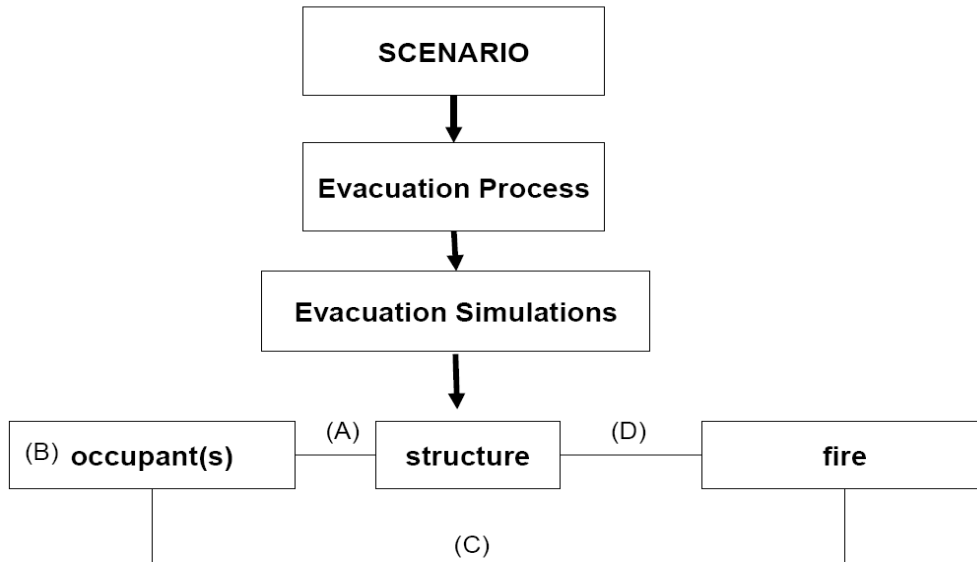 SCENARIO
Evacuation Process
Evacuation Simulations
(A)
(D)
(B) occupant(s)
structure
fire
(C)